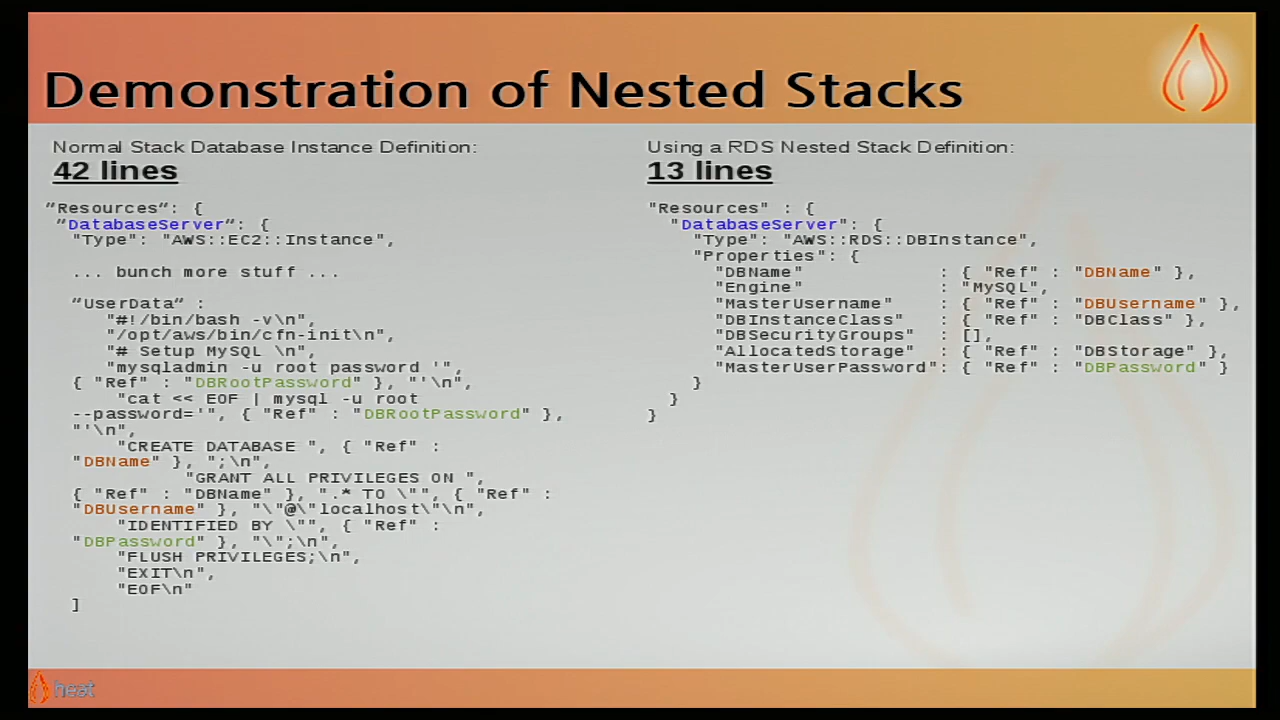 Demonstration of Nested Stacks
Normal Stack Database Instance Definition:
42 lines
“Resources“: {
“DatabaseServer“: {
"Type": "AWS::EC2::Instance",
... bunch more stuff ...
“UserData“ :
"#!/bin/bash -v\n",
"/opt/aws/bin/cfn-init\n",
"# Setup MySQL \n",
"mysqladmin -u root password '",
{ "Ref" : "DBRootPassword" }, "'\n",
"cat << EOF | mysql -u root
--password='", { "Ref" : "DBRootPassword" },
"'\n",
"CREATE DATABASE ", { "Ref" :
"DBName" }, ";\n",
"GRANT ALL PRIVILEGES ON ",
{ "Ref" : "DBName" }, ".* TO \"", { "Ref" :
"DBUsername" }, "\"@\"localhost\"\n",
"IDENTIFIED BY \"", { "Ref" :
"DBPassword" }, "\";\n",
"FLUSH PRIVILEGES;\n",
"EXIT\n",
"EOF\n"
]
Using a RDS Nested Stack Definition:
13 lines
"Resources" : {
"DatabaseServer": {
"Type": "AWS::RDS::DBInstance",
"Properties": {
"DBName" : { "Ref" : "DBName" },
"Engine" : "MySQL",
"MasterUsername" : { "Ref" : "DBUsername" },
"DBInstanceClass" : { "Ref" : "DBClass" },
"DBSecurityGroups" : [],
"AllocatedStorage" : { "Ref" : "DBStorage" },
"MasterUserPassword": { "Ref" : "DBPassword" }
}
}
}
heat